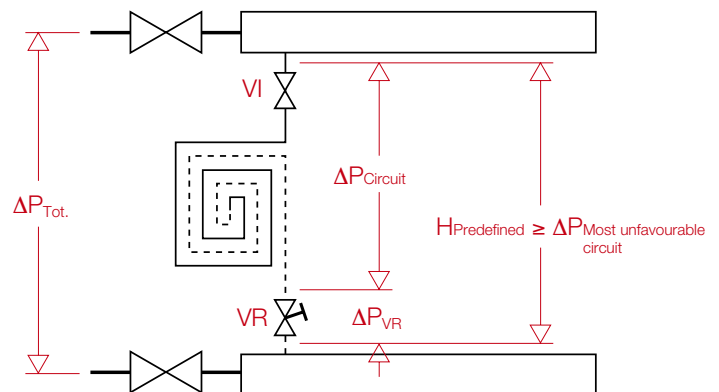 VI
ΔPCircuit
ΔPTot.
HPredefined ≥ ΔPMost unfavourable
circuit
VR
ΔPVR